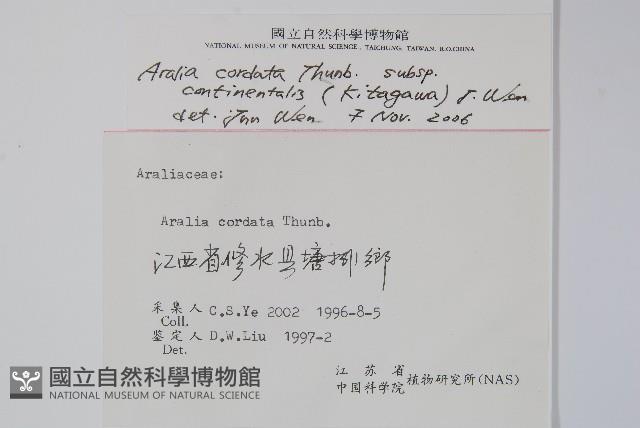 國立自然科學博物館
NATIONAL MUSEUM OF NATURAL SCIENCE, TAICHUNG, TAIWAN, R.O.CHINA
Aralia cordata Thunb. subsp.
continentalis (Kitagawa) J. Wen
det. Jun Wen 7 Nov. 2006
Araliaceae:
Aralia cordata Thunb.
江西省修水县塘排鄉
采集人 C.S.Ye 2002 1996-8-5
Coll.
鉴定人 D.W.Liu 1997-2
Det.
江苏省
中国科学院 植物研究所(NAS)
國立自然科學博物館
NATIONAL MUSEUM OF NATURAL SCIENCE